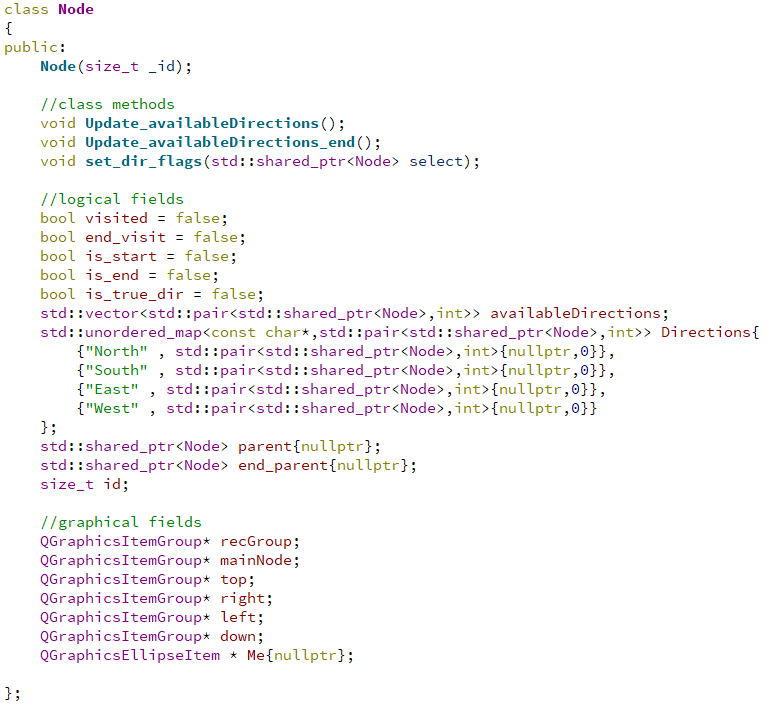 class Node
{
public:
    Node(size_t _id);

    //class methods
    void Update_availableDirections();
    void Update_availableDirections_end();
    void set_dir_flags(std::shared_ptr<Node> select);

    //logical fields
    bool visited = false;
    bool end_visit = false;
    bool is_start = false;
    bool is_end = false;
    bool is_true_dir = false;
    std::vector<std::pair<std::shared_ptr<Node>,int>> availableDirections;
    std::unordered_map<const char*,std::pair<std::shared_ptr<Node>,int>> Directions{
        {"North" , std::pair<std::shared_ptr<Node>,int>{nullptr,0}},
        {"South" , std::pair<std::shared_ptr<Node>,int>{nullptr,0}},
        {"East" , std::pair<std::shared_ptr<Node>,int>{nullptr,0}},
        {"West" , std::pair<std::shared_ptr<Node>,int>{nullptr,0}}
    };
    std::shared_ptr<Node> parent{nullptr};
    std::shared_ptr<Node> end_parent{nullptr};
    size_t id;

    //graphical fields
    QGraphicsItemGroup* recGroup;
    QGraphicsItemGroup* mainNode;
    QGraphicsItemGroup* top;
    QGraphicsItemGroup* right;
    QGraphicsItemGroup* left;
    QGraphicsItemGroup* down;
    QGraphicsEllipseItem * Me{nullptr};

};